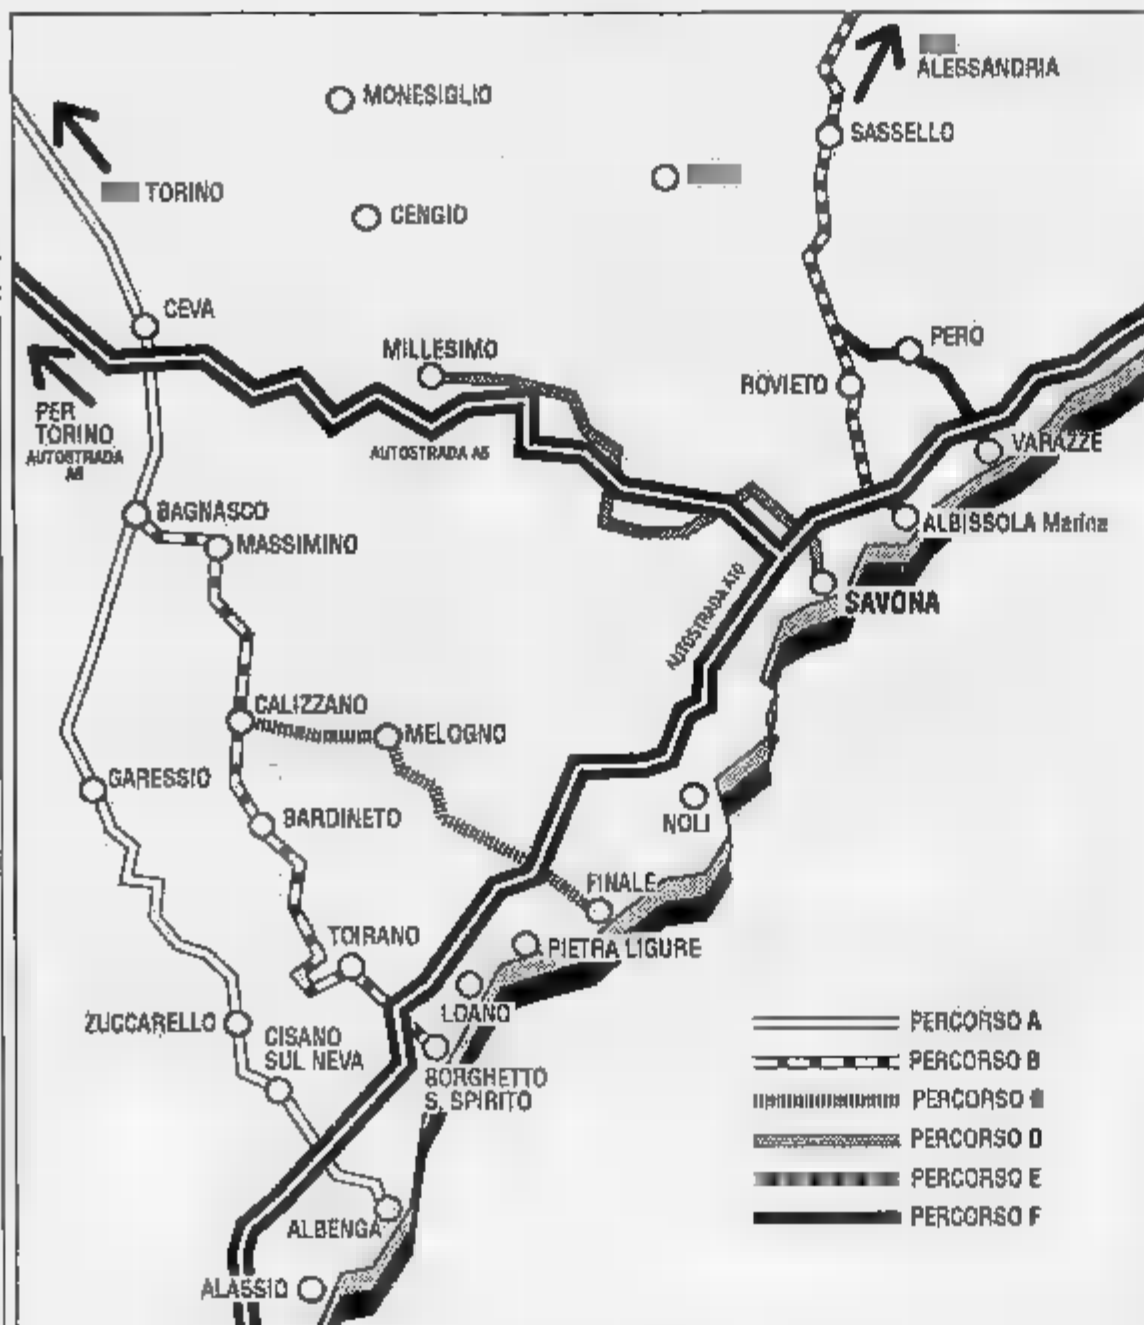 ALESSANDRIA
MONESIGLIO
SASSELLO
TORINO
CENGIO
CEVA
PERO
MILLESIMO
ROVIETO
PER
TORINO
AUTOSTRADA
AUTOSTRADA A6
VARAZZE
BAGNASCO
ALBISSOLA Marina
MASSIMINO
SAVONA
AUTOSTRADA A10
CALIZZANO
MELOGNO
GARESSIO
BARDINETO
NOLI
FINALE
TOIRANO
PIETRA LIGURE
LOANO
ZUCCARELLO
CISANO
SUL NEVA
BORGHETTO
S. SPIRITO
ALBENGA
ALASSIO
PERCORSO A
PERCORSO B
PERCORSO
PERCORSO D
PERCORSO E
PERCORSO F